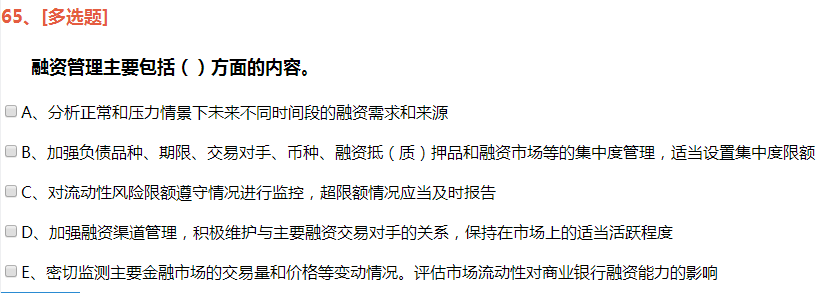 65、[多选题]
融资管理主要包括（ ）方面的内容。
A、分析正常和压力情景下未来不同时间段的融资需求和来源
B、加强负债品种、期限、交易对手、币种、融资抵（质）押品和融资市场等的集中度管理，适当设置集中度限额
C、对流动性风险限额遵守情况进行监控，超限额情况应当及时报告
D、加强融资渠道管理，积极维护与主要融资交易对手的关系，保持在市场上的适当活跃程度
E、密切监测主要金融市场的交易量和价格等变动情况。评估市场流动性对商业银行融资能力的影响